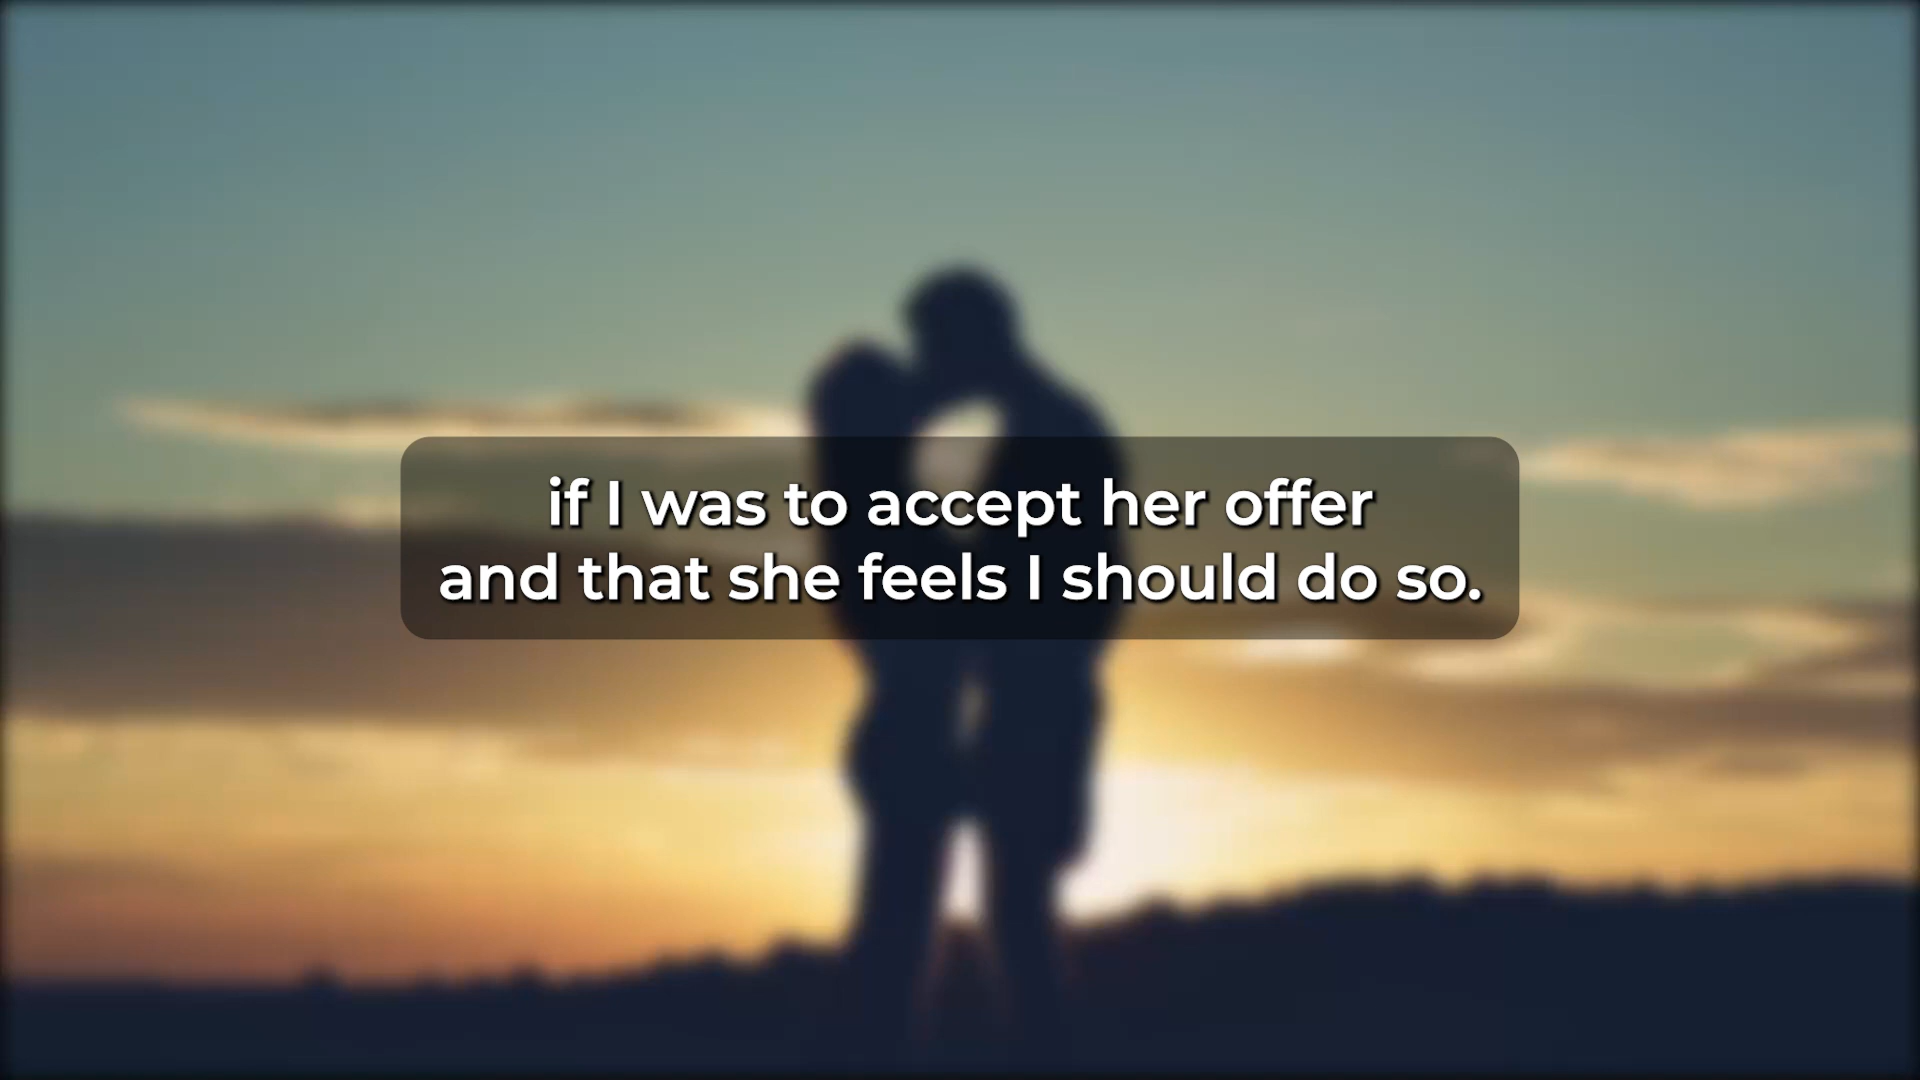 if I was to accept her offer
and that she feels I should do so.